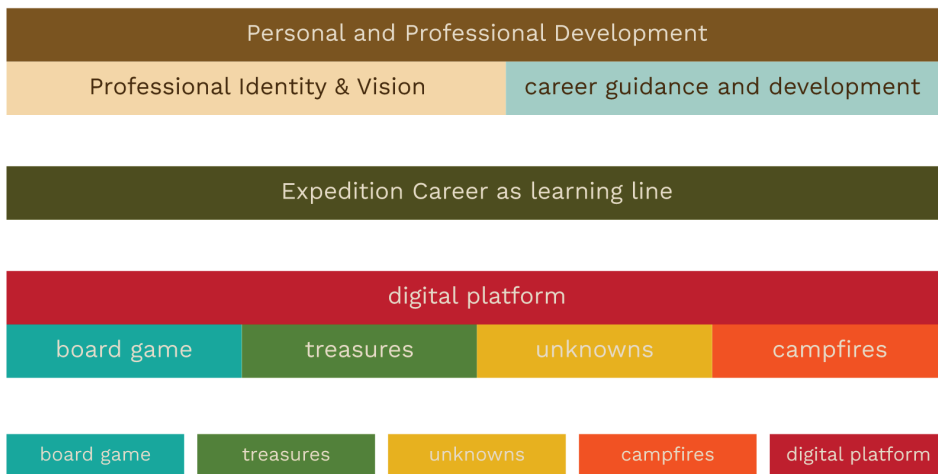 Personal and Professional Development
Professional Identity & Vision
career guidance and development
Expedition Career as learning line
digital platform
board game
treasures
unknowns
campfires
board game
treasures
unknowns
campfires
digital platform